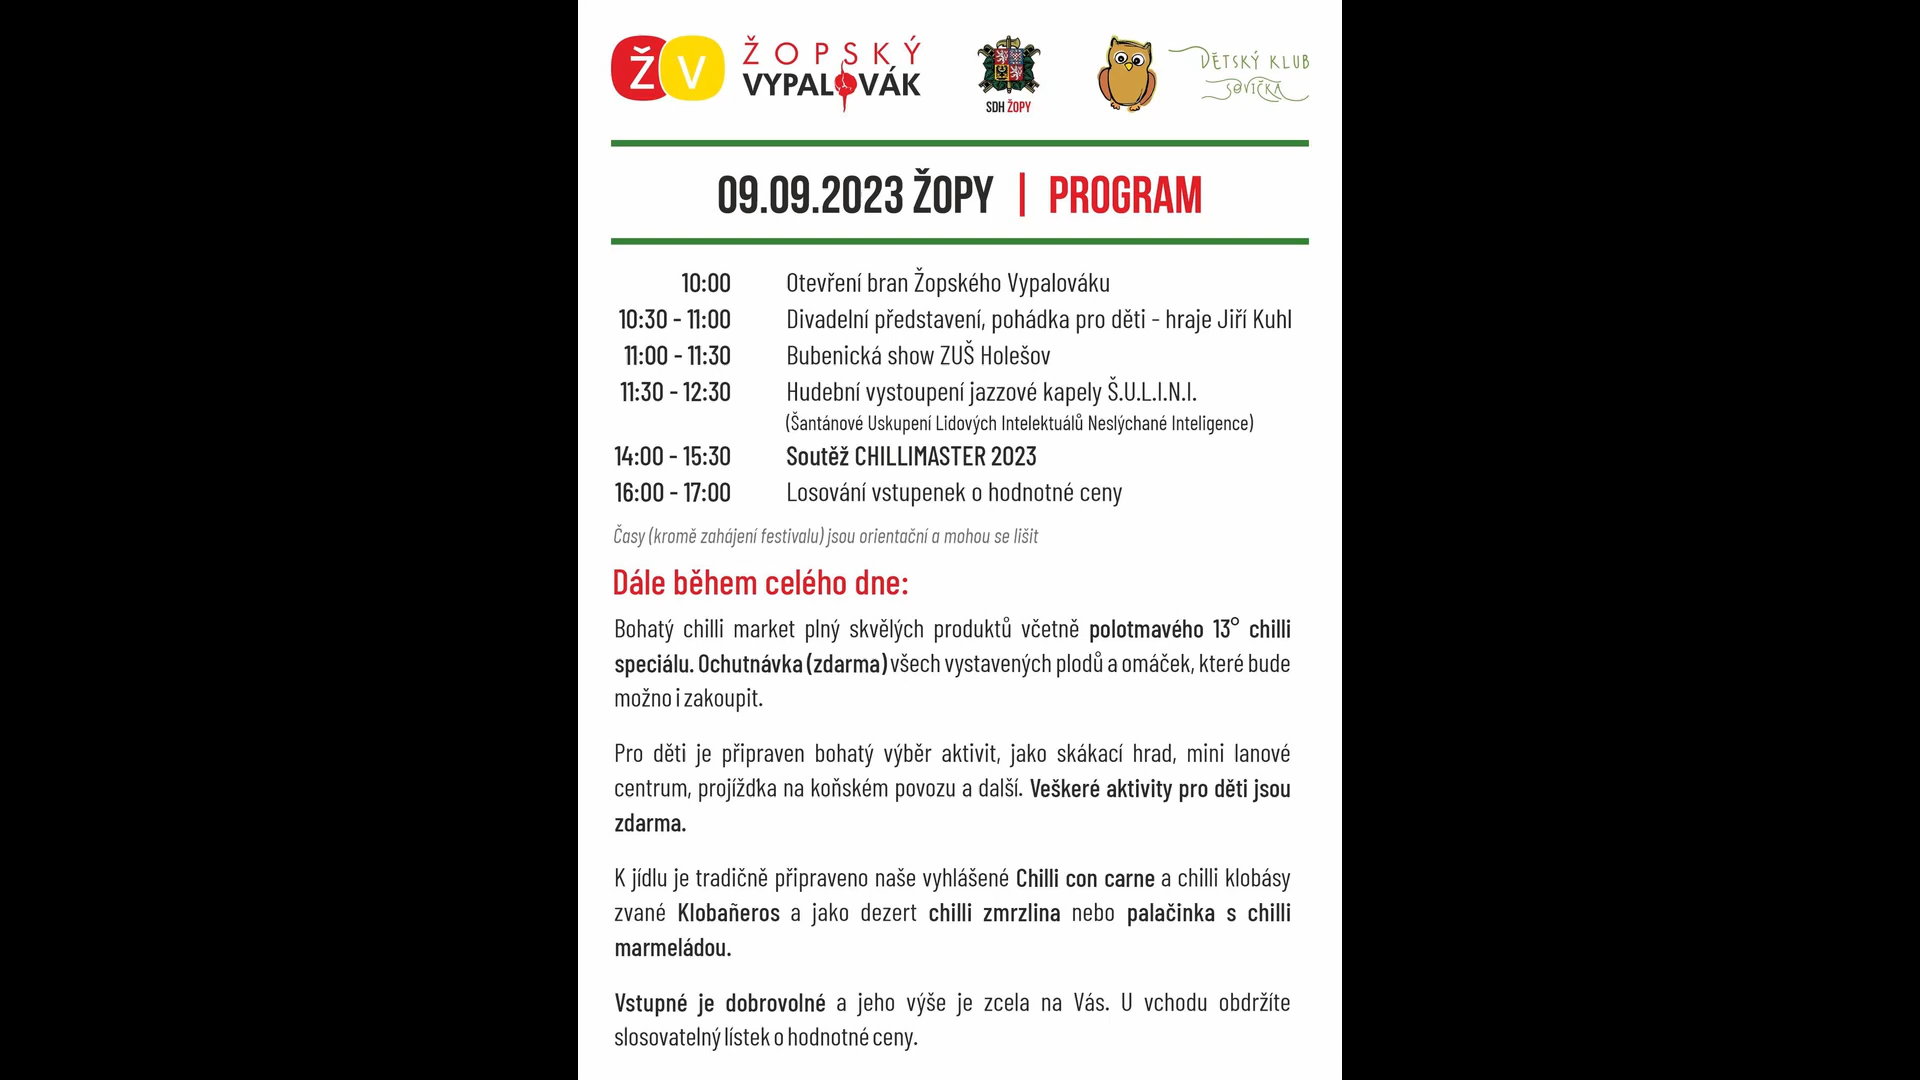 Ž V ŽOPSKÝ
VYPALOVÁK
SDH ŽOPY
DĚTSKÝ KLUB
SOVIČKA
09.09.2023 ŽOPY | PROGRAM
10:00 Otevření bran Žopského Vypalováku
10:30 - 11:00 Divadelní představení, pohádka pro děti - hraje Jiří Kuhl
11:00 - 11:30 Bubenická show ZUŠ Holešov
11:30 - 12:30 Hudební vystoupení jazzové kapely Š.U.L.I.N.I.
(Šantánové Uskupení Lidových Intelektuálů Neslýchané Inteligence)
14:00 - 15:30 Soutěž CHILLIMASTER 2023
16:00 - 17:00 Losování vstupenek o hodnotné ceny
Časy (kromě zahájení festivalu) jsou orientační a mohou se lišit
Dále během celého dne:
Bohatý chilli market plný skvělých produktů včetně polotmavého 13° chilli
speciálu. Ochutnávka (zdarma) všech vystavených plodů a omáček, které bude
možno i zakoupit.
Pro děti je připraven bohatý výběr aktivit, jako skákací hrad, mini lanové
centrum, projížďka na koňském povozu a další. Veškeré aktivity pro děti jsou
zdarma.
K jídlu je tradičně připraveno naše vyhlášené Chilli con carne a chilli klobásy
zvané Klobañeros a jako dezert chilli zmrzlina nebo palačinka s chilli
marmeládou.
Vstupné je dobrovolné a jeho výše je zcela na Vás. U vchodu obdržíte
slosovatelný lístek o hodnotné ceny.